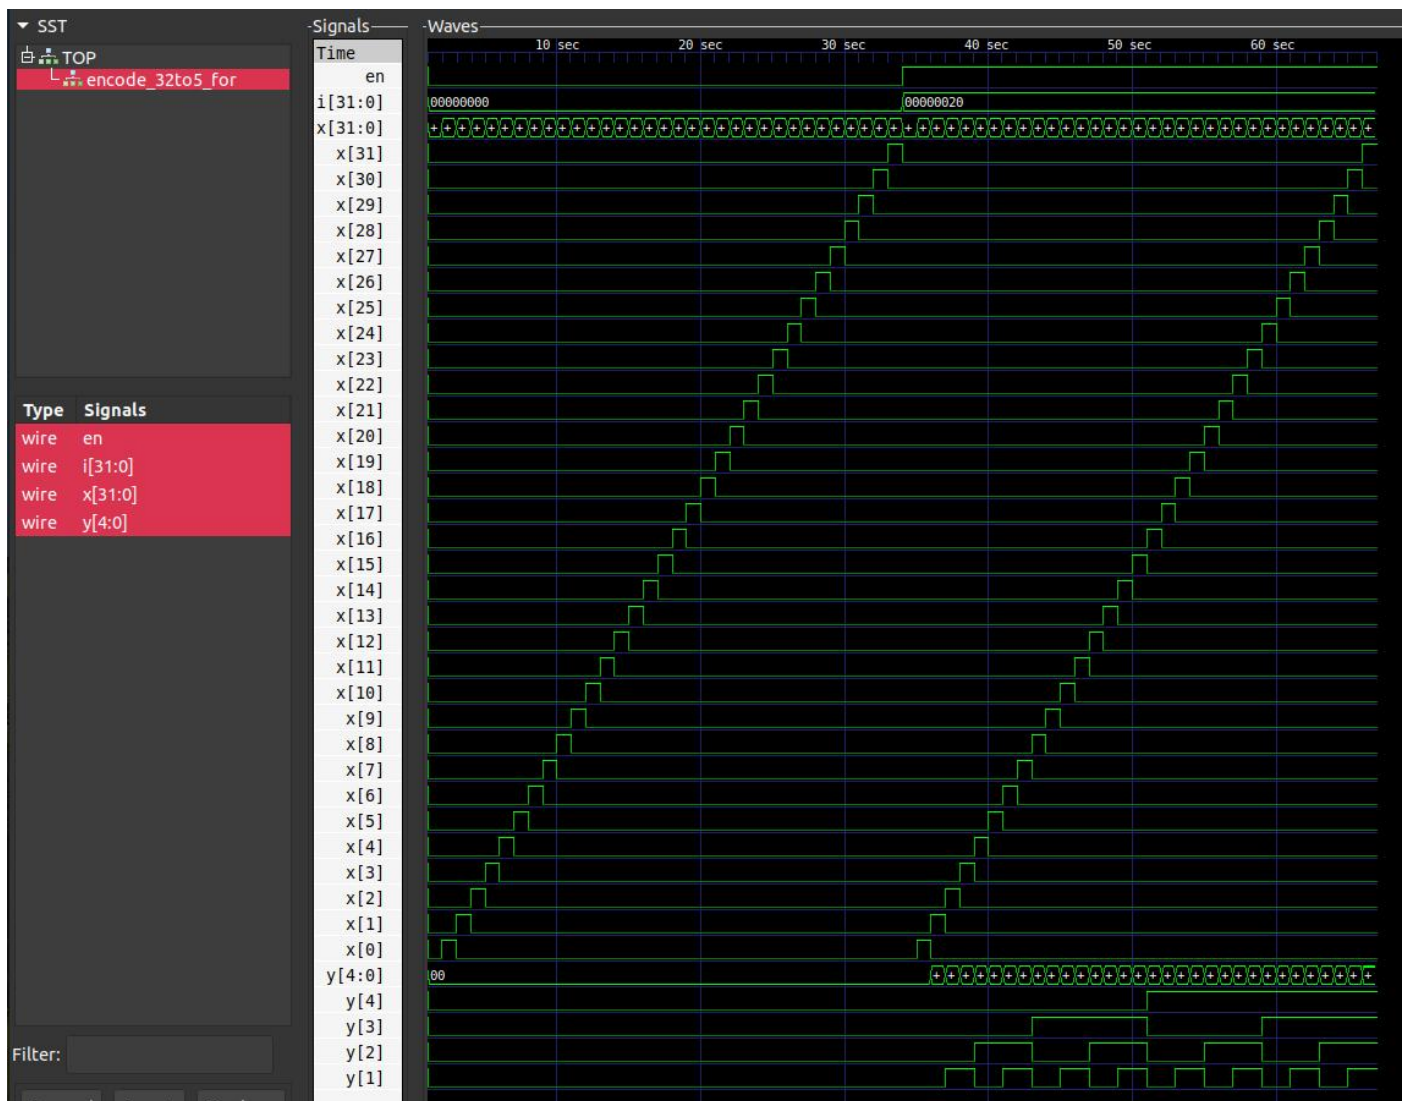 SST
TOP
encode_32to5_for
Type Signals
wire en
wire i[31:0]
wire x[31:0]
wire y[4:0]
Filter:
Signals
Time
en
i[31:0]
x[31:0]
x[31]
x[30]
x[29]
x[28]
x[27]
x[26]
x[25]
x[24]
x[23]
x[22]
x[21]
x[20]
x[19]
x[18]
x[17]
x[16]
x[15]
x[14]
x[13]
x[12]
x[11]
x[10]
x[9]
x[8]
x[7]
x[6]
x[5]
x[4]
x[3]
x[2]
x[1]
x[0]
y[4:0]
y[4]
y[3]
y[2]
y[1]
Waves
10 sec 20 sec 30 sec 40 sec 50 sec 60 sec
00000000 00000020
00